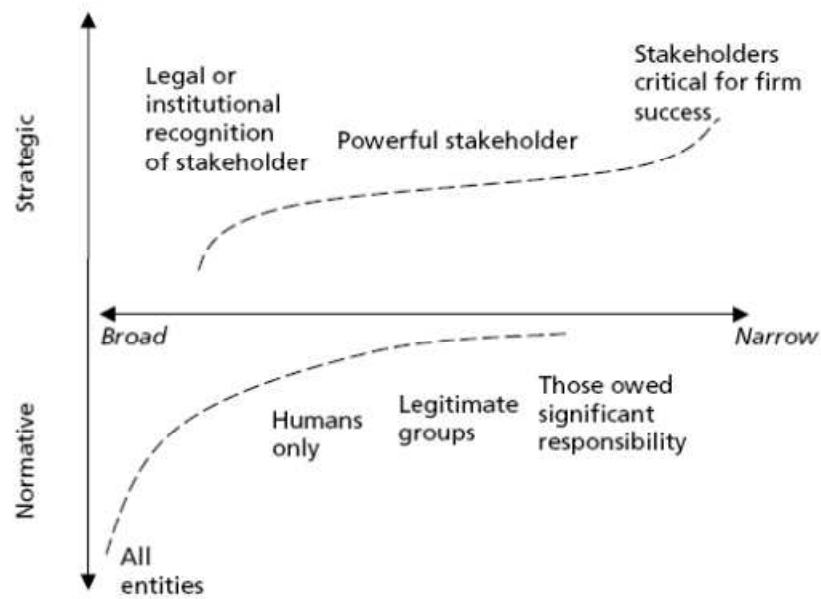 Strategic
Legal or
institutional
recognition
of stakeholder
Powerful stakeholder
Stakeholders
critical for firm
success
Broad
Narrow
Normative
All
entities
Humans
only
Legitimate
groups
Those owed
significant
responsibility